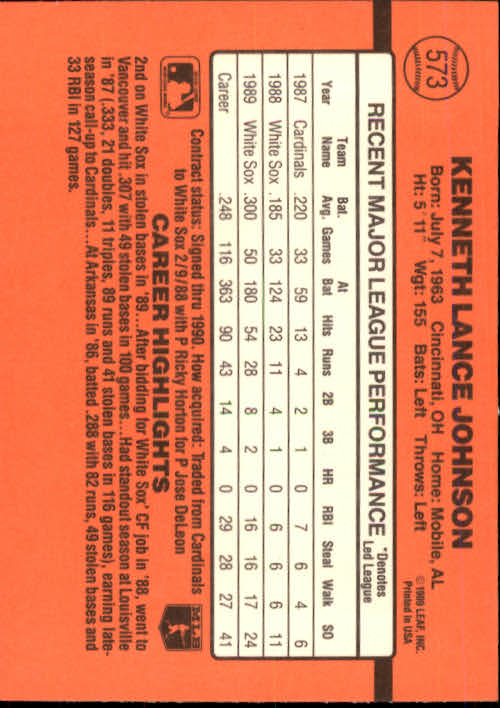 573
KENNETH LANCE JOHNSON
Born: July 7, 1963 Cincinnati, OH Home: Mobile, AL
Ht: 5' 11" Wgt: 155 Bats: Left Throws: Left
©1989 LEAF, INC.
Printed in USA
RECENT MAJOR LEAGUE PERFORMANCE *Denotes Led League
Year Team Name Bat. Avg. Games At Bat Hits Runs 2B 3B HR RBI Steal Walk SO
1987 Cardinals .220 33 59 13 4 2 1 0 7 6 4 6
1988 White Sox .185 33 124 23 11 4 1 0 6 6 6 11
1989 White Sox .300 50 180 54 28 8 2 0 16 16 17 24
Career .248 116 363 90 43 14 4 0 29 28 27 41
Contract status: Signed thru 1990. How acquired: Traded from Cardinals
to White Sox 2/9/88 with P Ricky Horton for P Jose DeLeon
MLB
CAREER HIGHLIGHTS
2nd on White Sox in stolen bases in '89...After bidding for White Sox' CF job in '88, went to
Vancouver and hit .307 with 49 stolen bases in 100 games...Had standout season at Louisville
in '87 (.333, 21 doubles, 11 triples, 89 runs and 41 stolen bases in 116 games), earning late-
season call-up to Cardinals...At Arkansas in '86, batted .288 with 82 runs, 49 stolen bases and
33 RBI in 127 games.